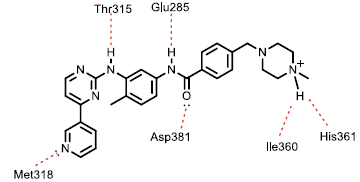 Thr315
Glu285
H
H
N
N
N
N
N
N
+
H
O
N
Asp381
Ile360
His361
Met318